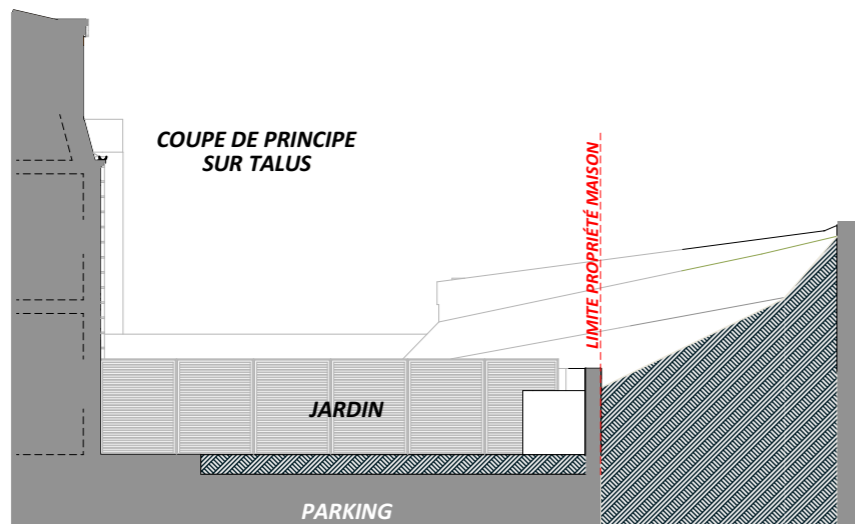 COUPE DE PRINCIPE
SUR TALUS
LIMITE PROPRIÉTÉ MAISON
JARDIN
PARKING